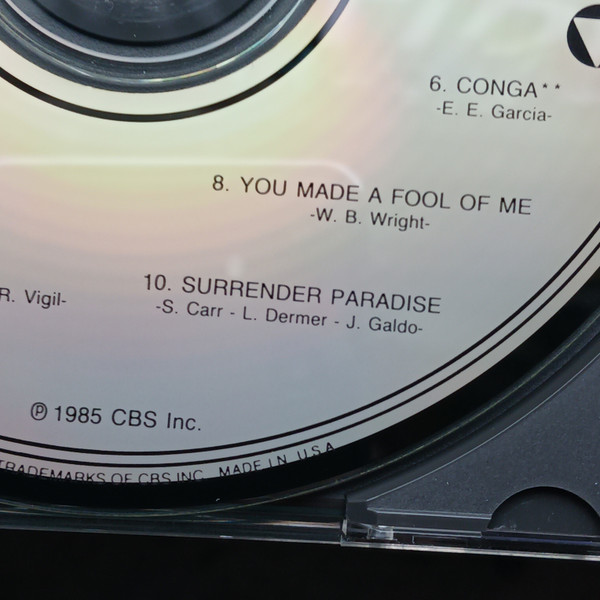 6. CONGA**
-E. E. Garcia-
8. YOU MADE A FOOL OF ME
-W. B. Wright-
10. SURRENDER PARADISE
-S. Carr - L. Dermer - J. Galdo-
R. Vigil-
℗ 1985 CBS Inc.
TRADEMARKS OF CBS INC. MADE IN U.S.A.